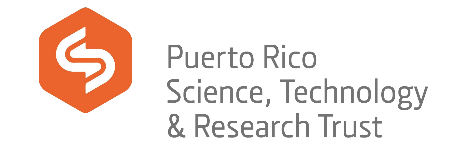 Puerto Rico
Science, Technology
& Research Trust